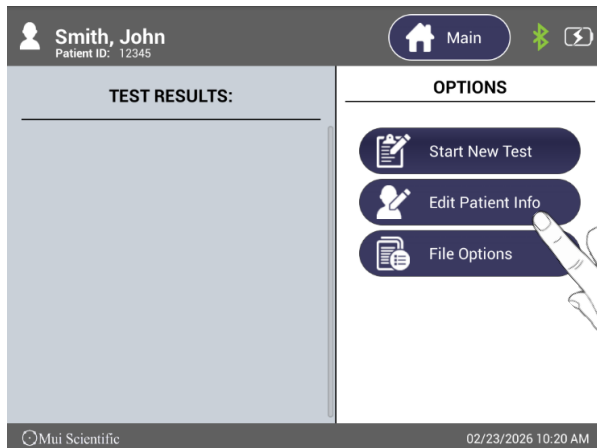 Smith, John
Patient ID: 12345
Main
TEST RESULTS:
OPTIONS
Start New Test
Edit Patient Info
File Options
Mui Scientific
02/23/2026 10:20 AM